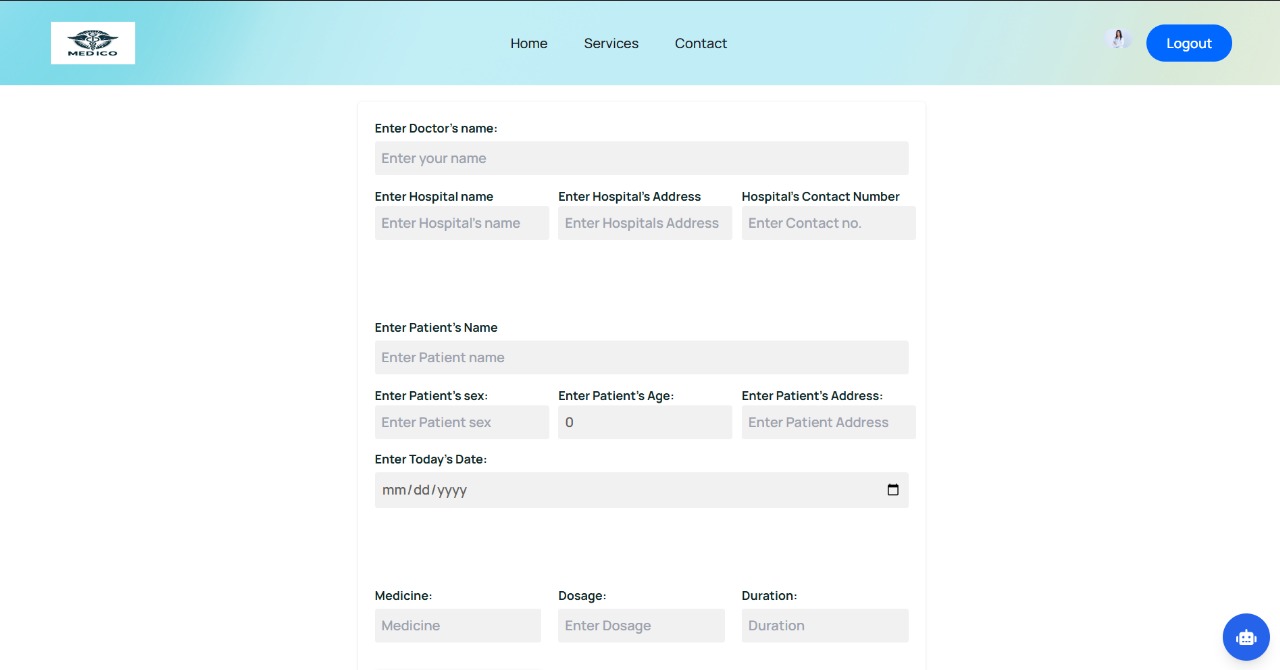 MEDICO
Home Services Contact Logout
Enter Doctor's name:
Enter your name
Enter Hospital name Enter Hospital's Address Hospital's Contact Number
Enter Hospital's name Enter Hospitals Address Enter Contact no.
Enter Patient's Name
Enter Patient name
Enter Patient's sex: Enter Patient's Age: Enter Patient's Address:
Enter Patient sex 0 Enter Patient Address
Enter Today's Date:
mm/dd/yyyy
Medicine: Dosage: Duration:
Medicine Enter Dosage Duration